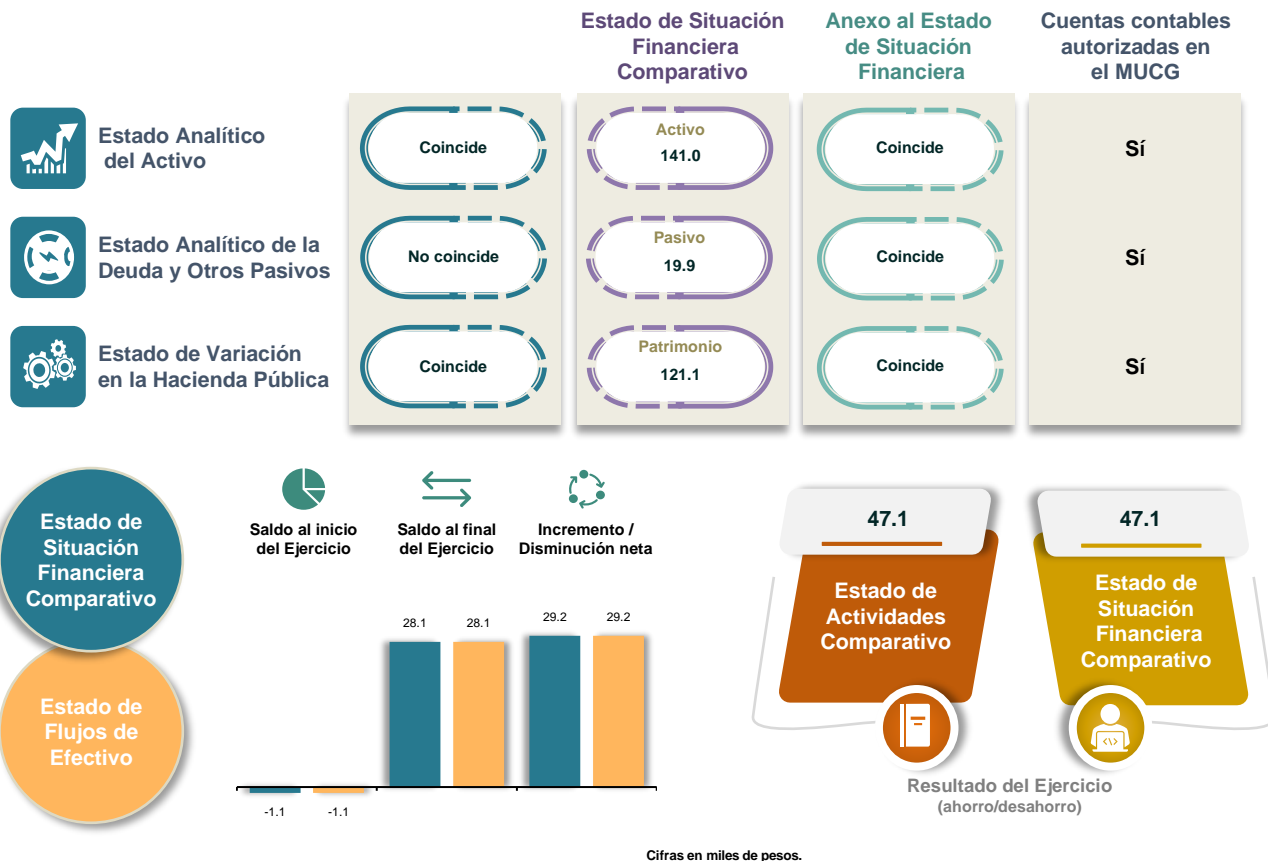 Estado de Situación
Financiera
Comparativo
Anexo al Estado
de Situación
Financiera
Cuentas contables
autorizadas en
el MUCG
Estado Analítico
del Activo
Coincide
Activo
141.0
Coincide
Sí
Estado Analítico de la
Deuda y Otros Pasivos
No coincide
Pasivo
19.9
Coincide
Sí
Estado de Variación
en la Hacienda Pública
Coincide
Patrimonio
121.1
Coincide
Sí
Estado de
Situación
Financiera
Comparativo
Estado de
Flujos de
Efectivo
Saldo al inicio
del Ejercicio
Saldo al final
del Ejercicio
Incremento /
Disminución neta
-1.1
-1.1
28.1
28.1
29.2
29.2
47.1
Estado de
Actividades
Comparativo
47.1
Estado de
Situación
Financiera
Comparativo
Resultado del Ejercicio
(ahorro/desahorro)
Cifras en miles de pesos.